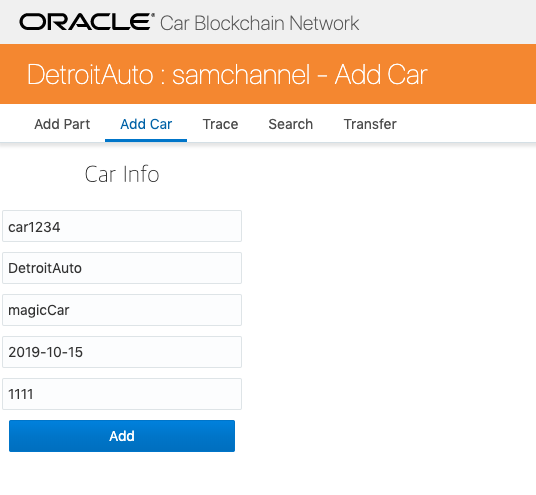 ORACLE® Car Blockchain Network
DetroitAuto : samchannel - Add Car
Add Part Add Car Trace Search Transfer
Car Info
car1234
DetroitAuto
magicCar
2019-10-15
1111
Add